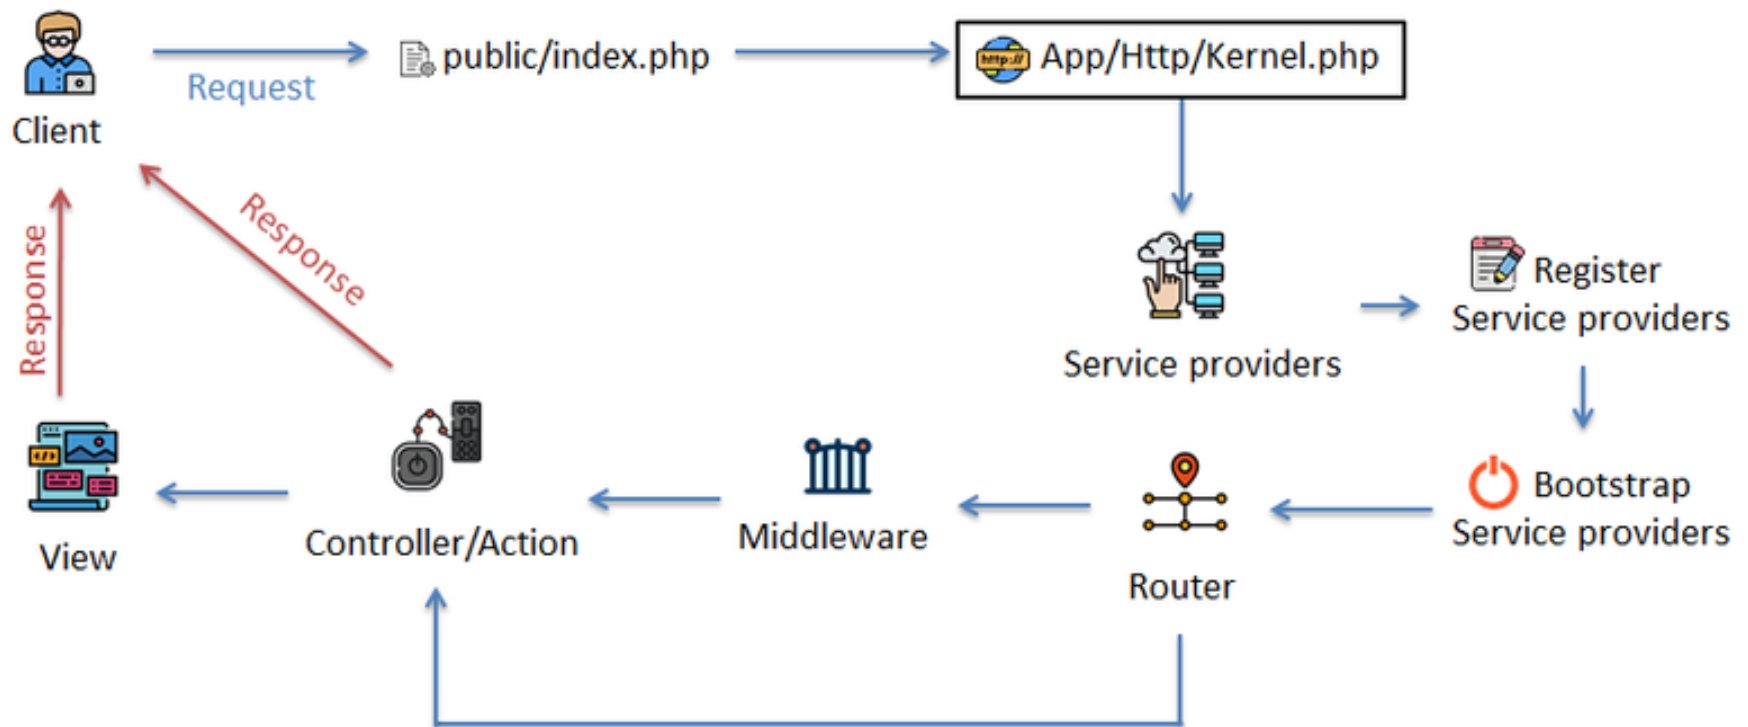 public/index.php
http://
App/Http/Kernel.php
Request
Client
Response
Response
Register
Service providers
Service providers
Bootstrap
Service providers
Router
Middleware
Controller/Action
View